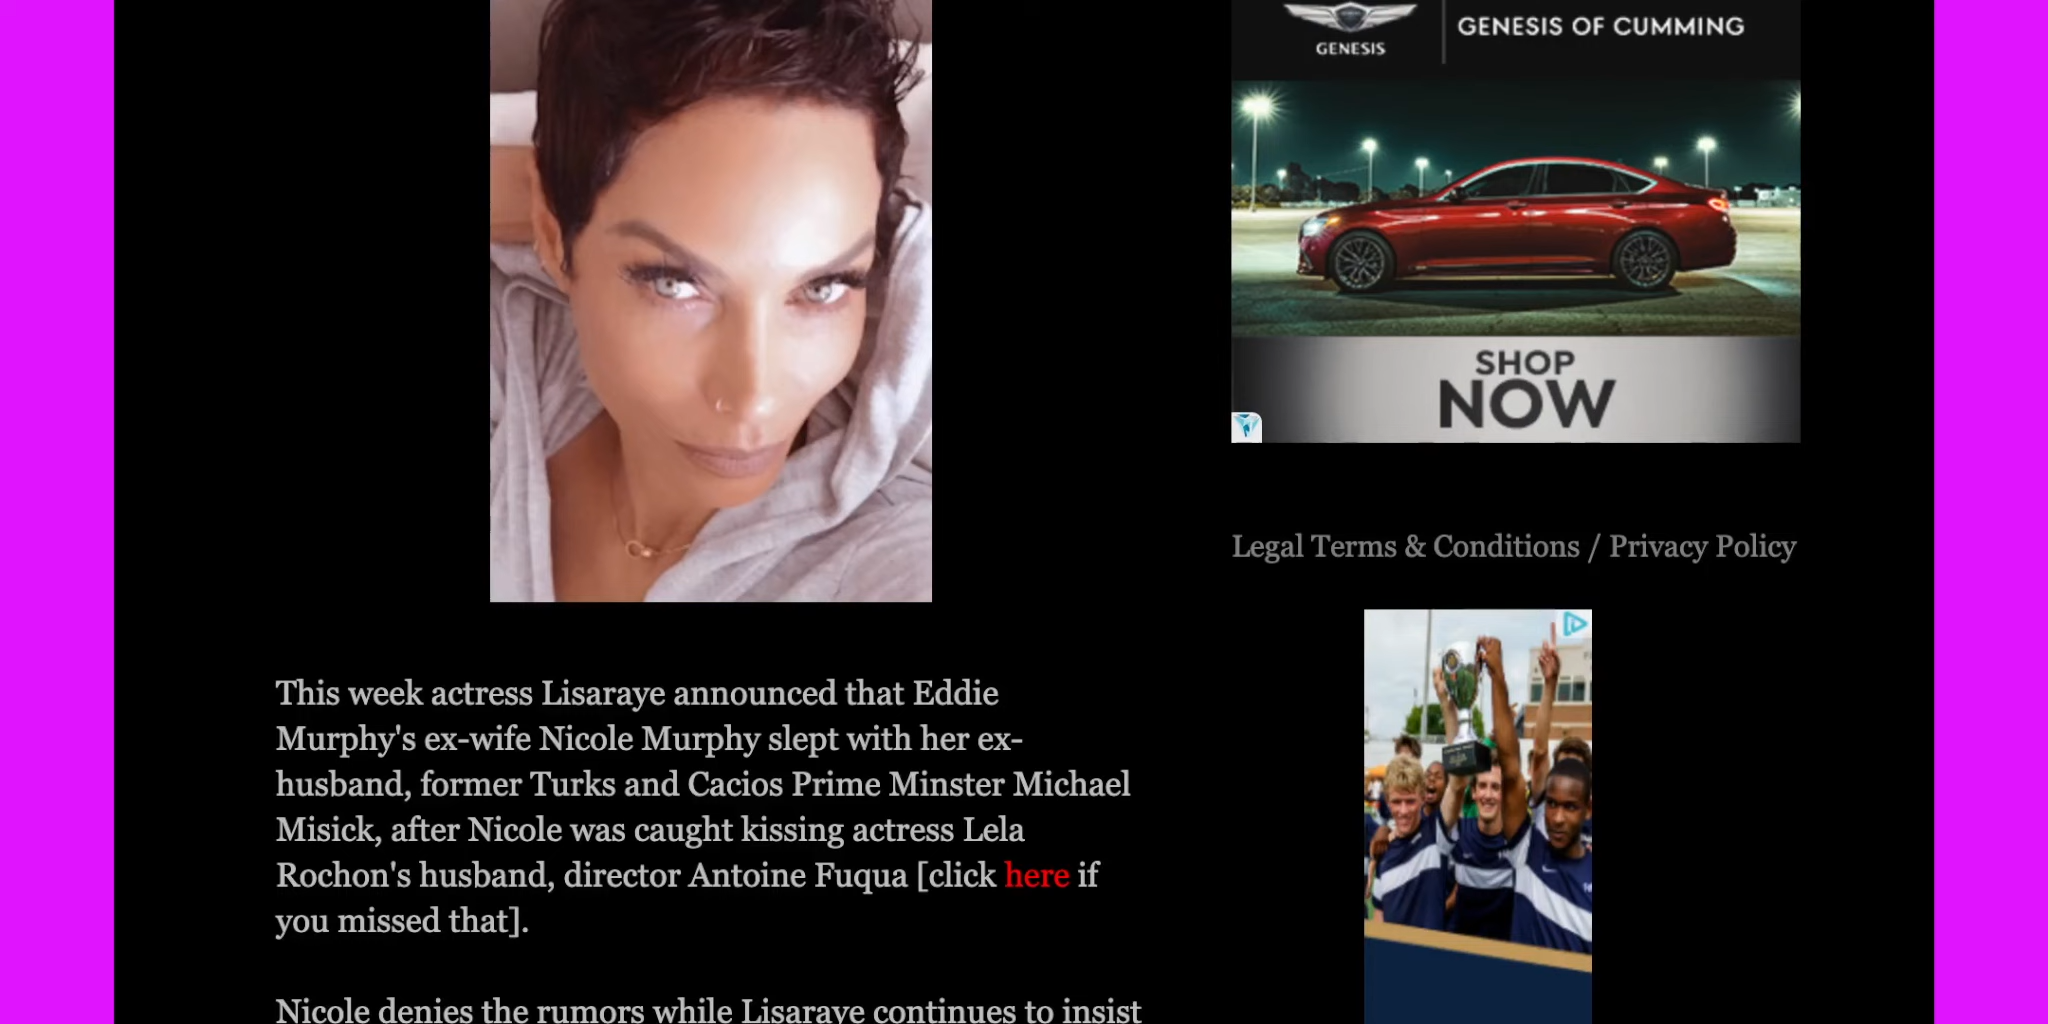 GENESIS
GENESIS OF CUMMING
SHOP
NOW
Legal Terms & Conditions / Privacy Policy
This week actress Lisaraye announced that Eddie
Murphy's ex-wife Nicole Murphy slept with her ex-
husband, former Turks and Cacios Prime Minster Michael
Misick, after Nicole was caught kissing actress Lela
Rochon's husband, director Antoine Fuqua [click here if
you missed that].
Nicole denies the rumors while Lisaraye continues to insist